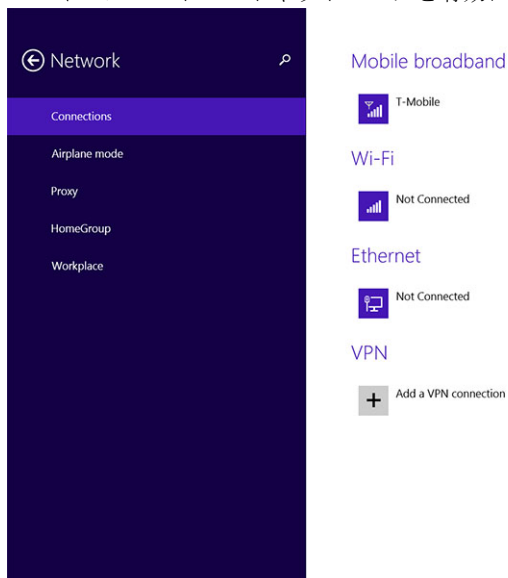 Network
Connections
Airplane mode
Proxy
HomeGroup
Workplace
Mobile broadband
T-Mobile
Wi-Fi
Not Connected
Ethernet
Not Connected
VPN
Add a VPN connection